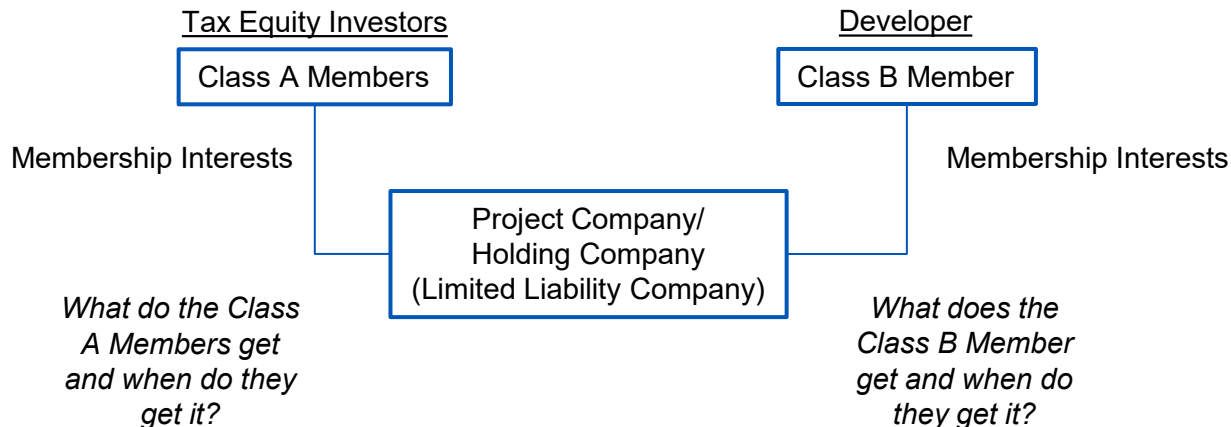 Tax Equity Investors
Developer
Class A Members
Class B Member
Membership Interests
Membership Interests
Project Company/
Holding Company
(Limited Liability Company)
What do the Class
A Members get
and when do they
get it?
What does the
Class B Member
get and when do
they get it?